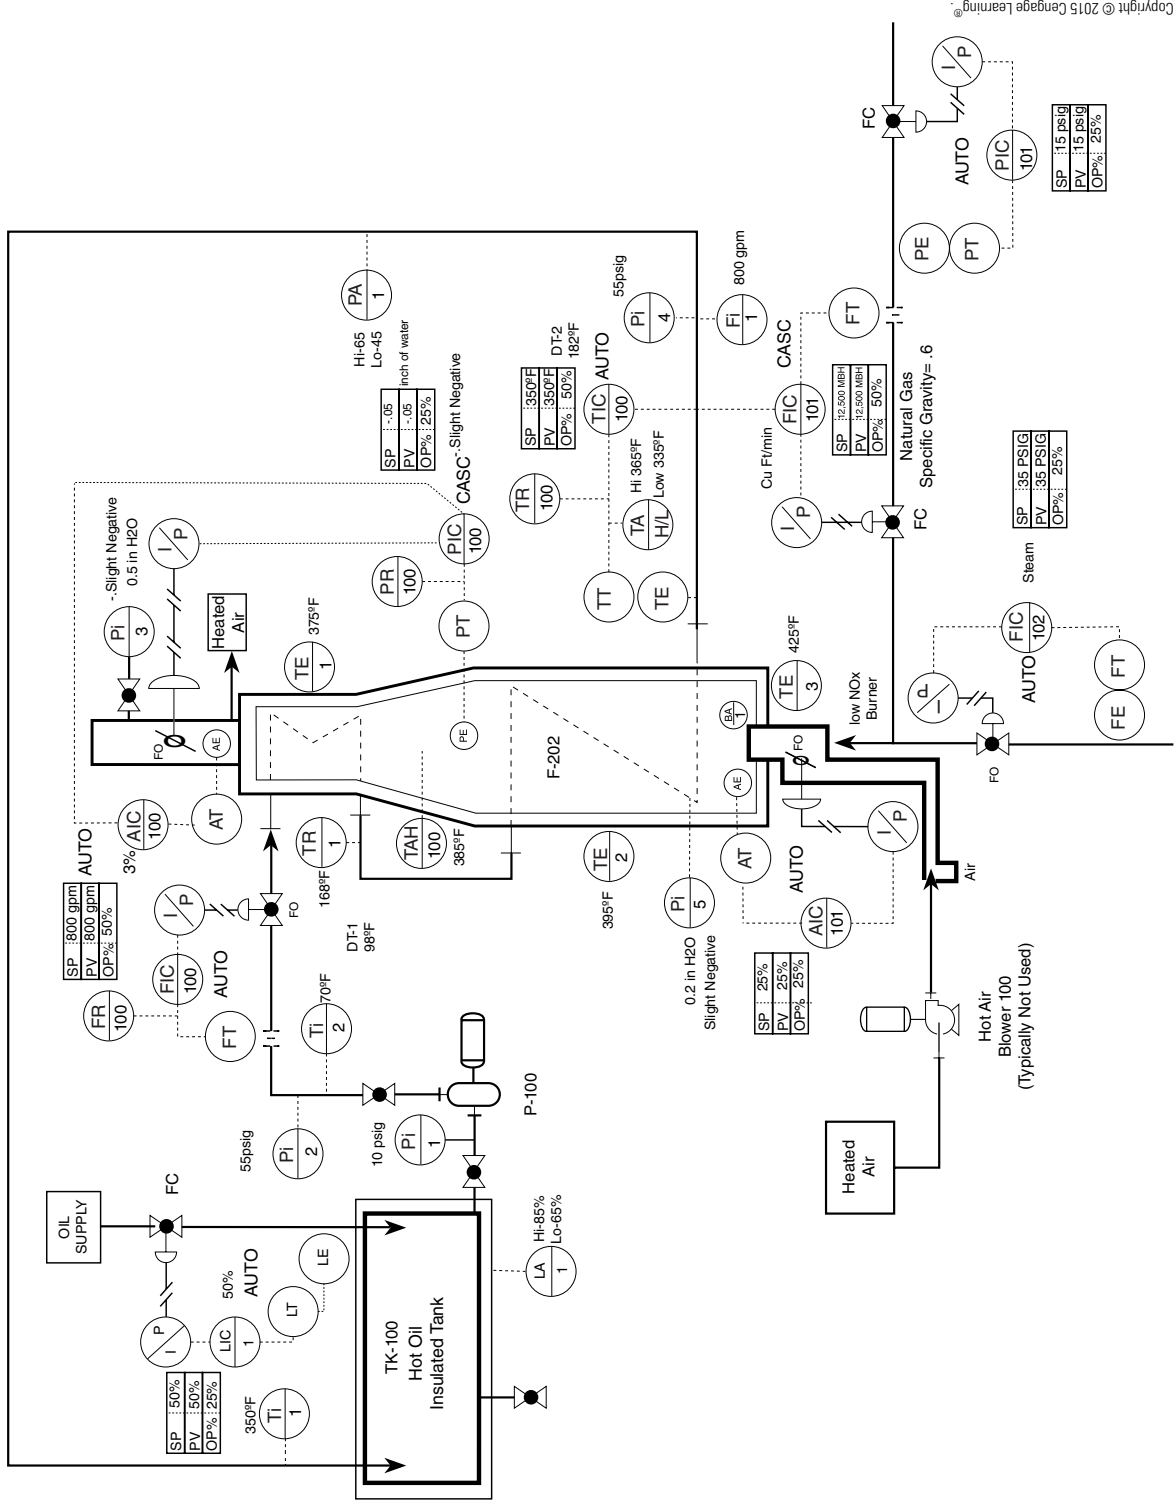 Copyright © 2015 Cengage Learning®.
OIL
SUPPLY
FC
I
P
LIC
1
50%
AUTO
LT
LE
SP 50%
PV 50%
OP% 25%
350ºF
Ti
1
TK-100
Hot Oil
Insulated Tank
LA
1
Hi-85%
Lo-65%
10 psig
Pi
1
P-100
55psig
Pi
2
Ti
2
70ºF
FT
FR
100
FIC
100
AUTO
SP 800 gpm
PV 800 gpm
OP% 50%
I/P
FO
AUTO
3%
AIC
100
AT
AE
FO
Pi
3
-.Slight Negative
0.5 in H2O
I/P
Heated
Air
TE
1
375ºF
TR
1
168ºF
DT-1
98ºF
TAH
100
385ºF
PE
PT
PR
100
PIC
100
CASC
-.Slight Negative
SP -.05
PV -.05
OP% 25%
inch of water
PA
1
Hi-65
Lo-45
F-202
TE
2
395ºF
Pi
5
0.2 in H2O
Slight Negative
TT
TE
TR
100
TA
H/L
Hi 365ºF
Low 335ºF
TIC
100
AUTO
SP 350ºF
PV 350ºF
OP% 50%
DT-2
182ºF
55psig
Pi
4
Fi
1
800 gpm
BA
1
AE
TE
3
425ºF
FO
AT
AUTO
AIC
101
SP 25%
PV 25%
OP% 25%
I/P
Air
Hot Air
Blower 100
(Typically Not Used)
Heated
Air
low NOx
Burner
I/P
Cu Ft/min
FIC
101
CASC
FT
SP 12,500 MBH
PV 12,500 MBH
OP% 50%
Natural Gas
Specific Gravity= .6
FC
FC
I/P
AUTO
PIC
101
PE
PT
SP 15 psig
PV 15 psig
OP% 25%
I/P
FO
AUTO
FIC
102
FT
FE
Steam
SP 35 PSIG
PV 35 PSIG
OP% 25%